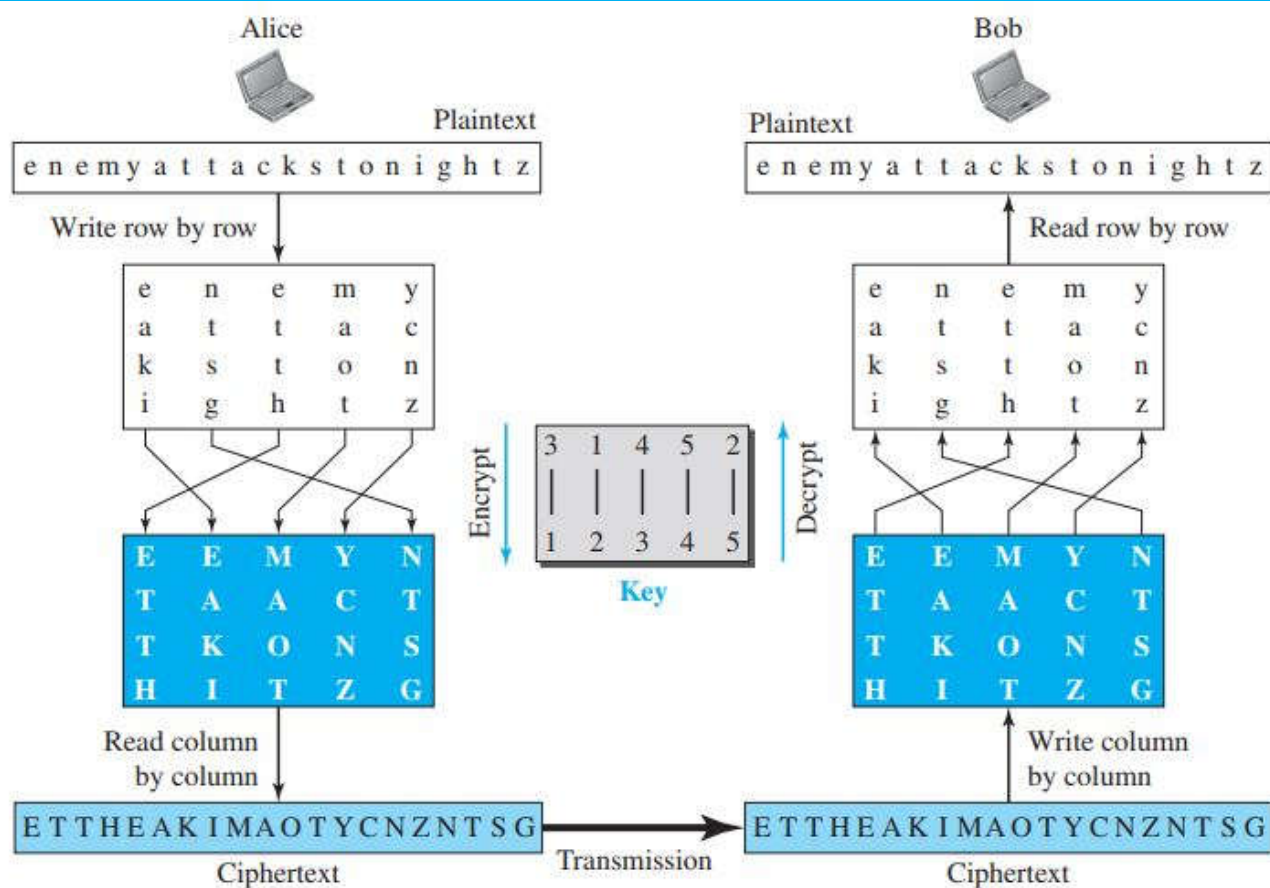 Alice
Bob
Plaintext
Plaintext
e n e m y a t t a c k s t o n i g h t z
e n e m y a t t a c k s t o n i g h t z
Write row by row
Read row by row
e n e m y
a t t a c
k s t o n
i g h t z
e n e m y
a t t a c
k s t o n
i g h t z
Encrypt
3 1 4 5 2
1 2 3 4 5
Decrypt
Key
E E M Y N
T A A C T
T K O N S
H I T Z G
E E M Y N
T A A C T
T K O N S
H I T Z G
Read column
by column
Write column
by column
E T T H E A K I M A O T Y C N Z N T S G
E T T H E A K I M A O T Y C N Z N T S G
Ciphertext
Transmission
Ciphertext